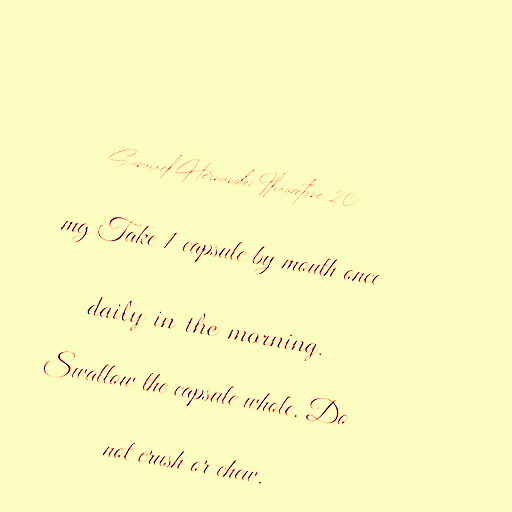 Samuel Hernandez Fluoxetine 20
mg Take 1 capsule by mouth once
daily in the morning.
Swallow the capsule whole. Do
not crush or chew.